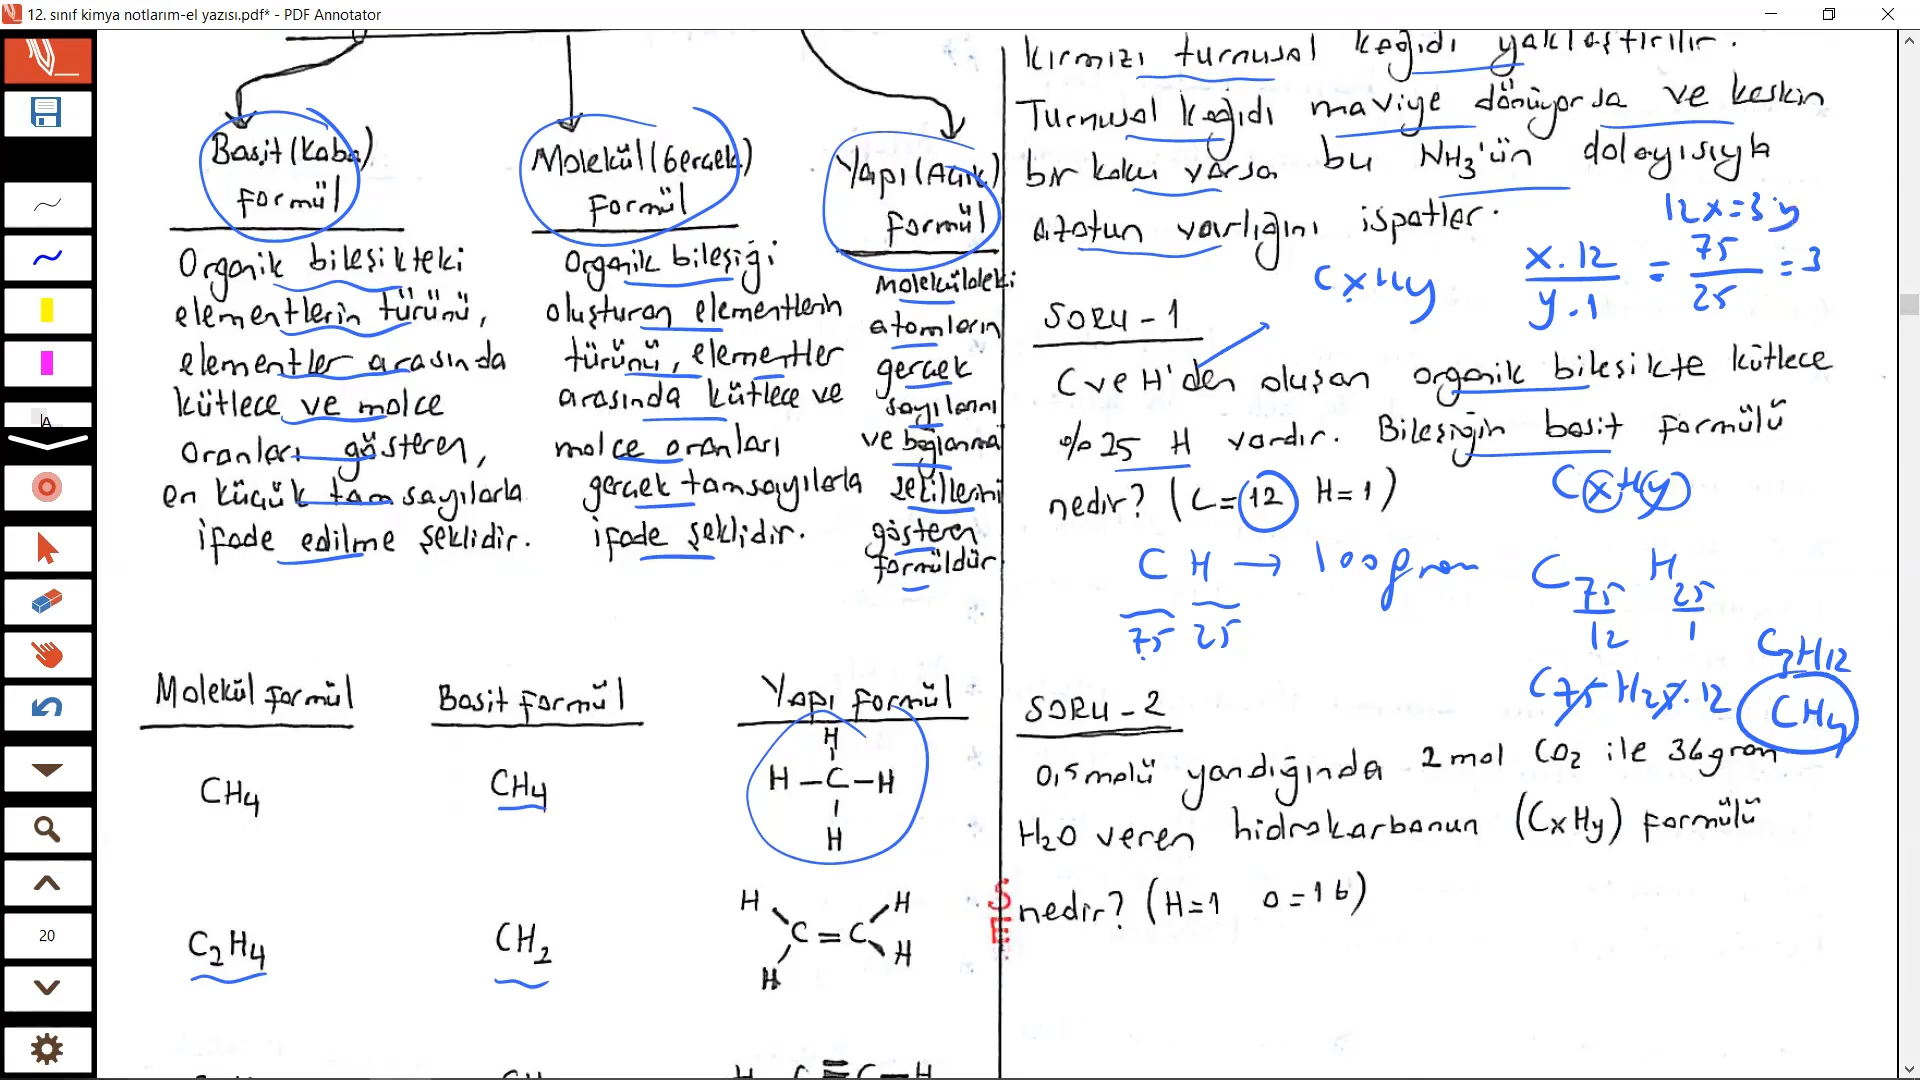 12. sınıf kimya notlarım-el yazısı.pdf* - PDF Annotator
Basit (Kaba)
formül
Organik bileşikteki
elementlerin türünü,
elementler arasında
kütlece ve molce
oranları gösteren,
en küçük tamsayılarla
ifade edilme şeklidir.
Molekül (Gerçek)
formül
Organik bileşiği
oluşturan elementlerin
türünü, elementler
arasında kütlece ve
molce oranları
gerçek tamsayılarla
ifade şeklidir.
Yapı (Açık)
formül
Moleküldeki
atomların
gerçek
sayılarını
ve bağlanma
şekillerini
gösteren
formüldür
Molekül formül
Basit formül
Yapı formül
CH4
CH4
H
H - C - H
H
C2H4
CH2
H H
C = C
H H
H C ≡ C - H
kırmızı turnusol kağıdı yaklaştırılır.
Turnusol kağıdı maviye dönüyorsa ve keskin
bir koku varsa bu NH3'ün dolayısıyla
azotun varlığını ispatler.
12x=3y
CxHy
x.12 / y.1 = 75 / 25 = 3
SORU - 1
C ve H'den oluşan organik bileşikte kütlece
%25 H vardır. Bileşiğin basit formülü
nedir? (C=12 H=1)
CxHy
C H → 100 gram
75 25
C 75/12 H 25/1
C3H12
C75 H25.12
CH4
SORU - 2
0,5 molü yandığında 2 mol CO2 ile 36 gram
H2O veren hidrokarbonun (CxHy) formülü
nedir? (H=1 O=16)
S
E
A
20